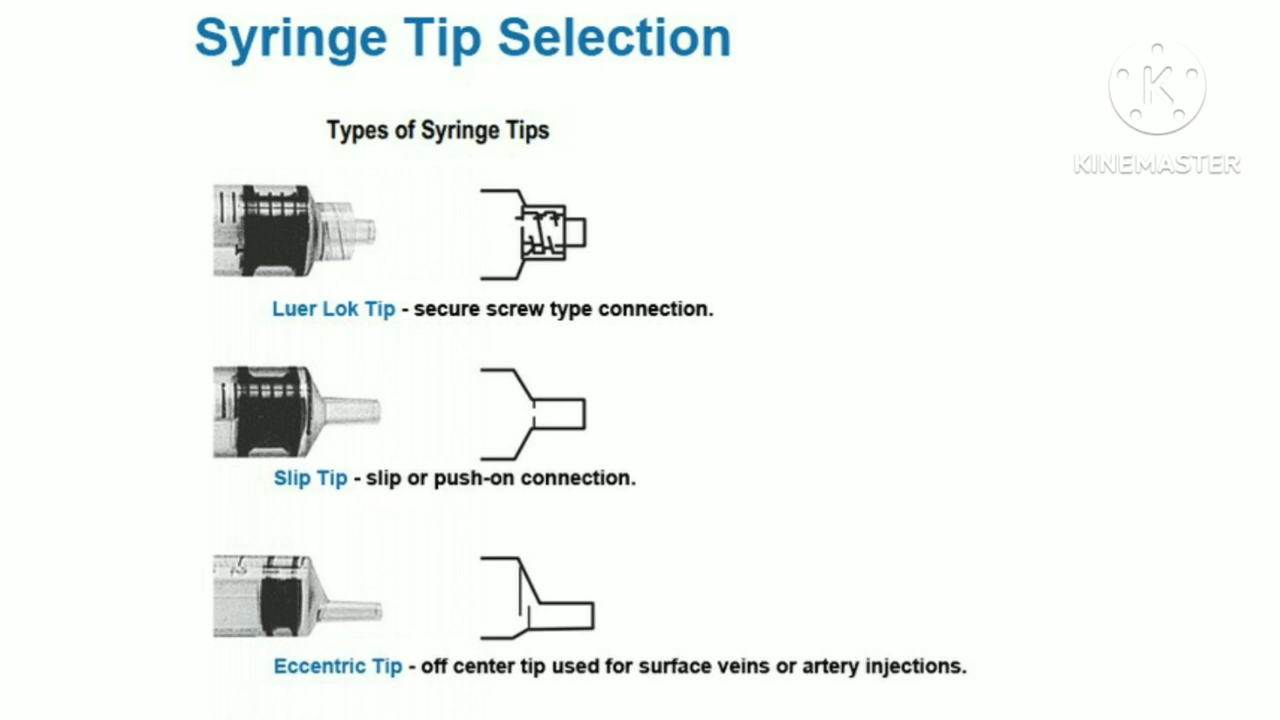 Syringe Tip Selection
K
KINEMASTER
Types of Syringe Tips
Luer Lok Tip - secure screw type connection.
Slip Tip - slip or push-on connection.
Eccentric Tip - off center tip used for surface veins or artery injections.